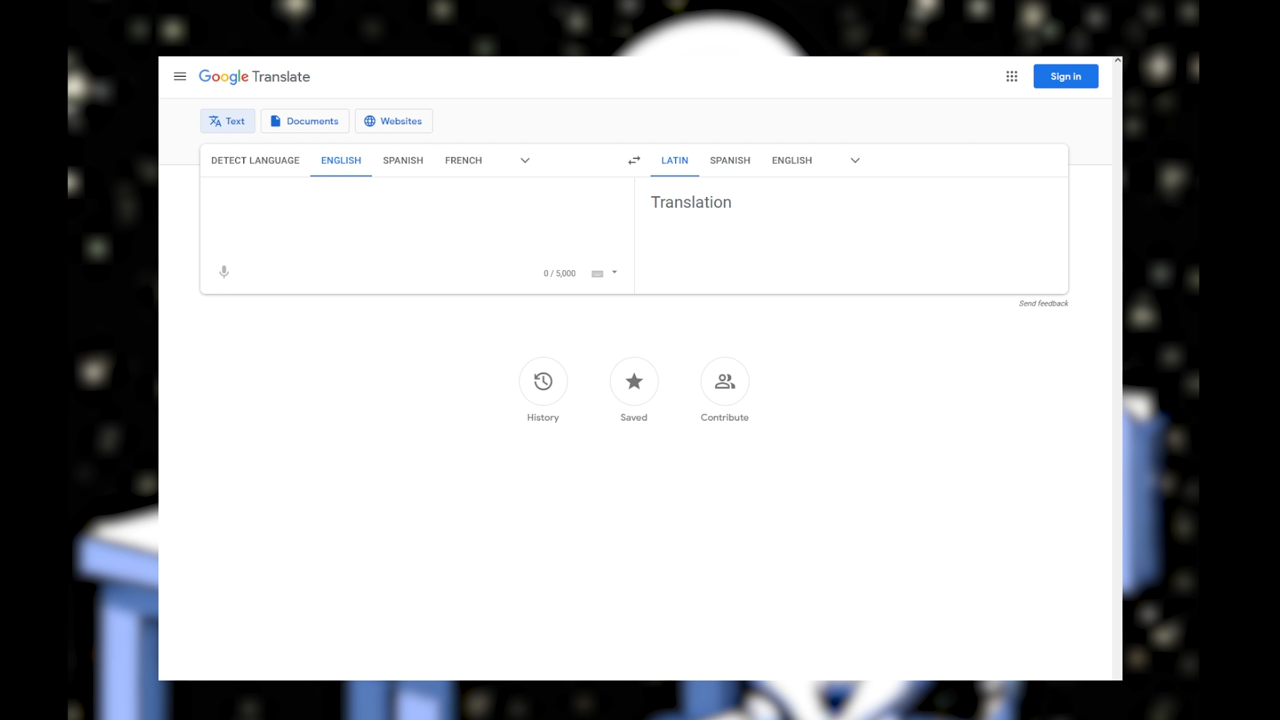 Google Translate
Sign in
Text Documents Websites
DETECT LANGUAGE ENGLISH SPANISH FRENCH LATIN SPANISH ENGLISH
Translation
0 / 5,000
Send feedback
History Saved Contribute